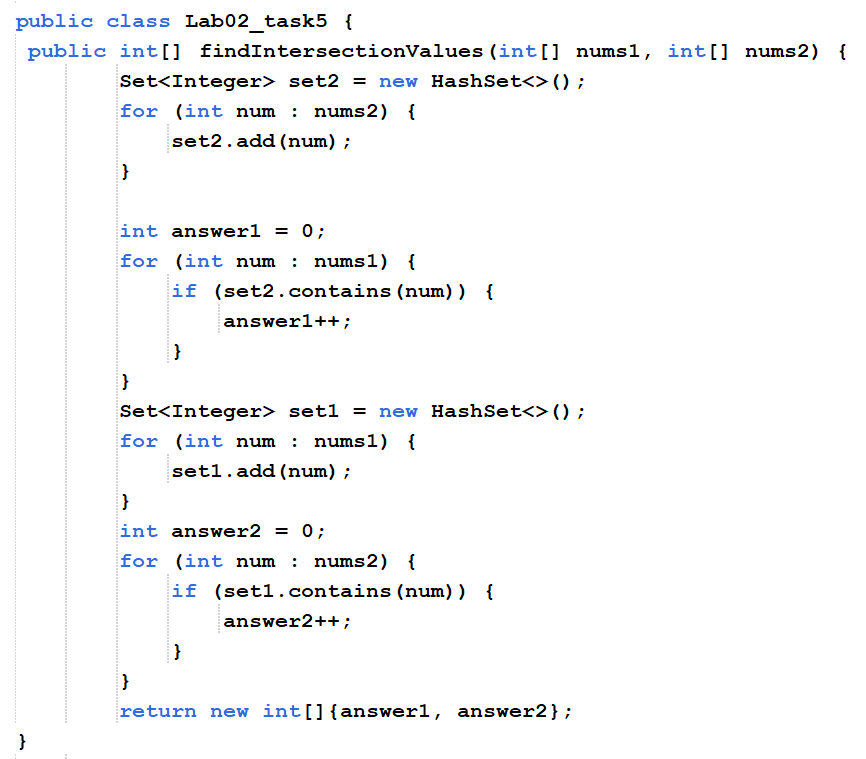 public class Lab02_task5 {
 public int[] findIntersectionValues(int[] nums1, int[] nums2) {
        Set<Integer> set2 = new HashSet<>();
        for (int num : nums2) {
            set2.add(num);
        }

        int answer1 = 0;
        for (int num : nums1) {
            if (set2.contains(num)) {
                answer1++;
            }
        }
        Set<Integer> set1 = new HashSet<>();
        for (int num : nums1) {
            set1.add(num);
        }
        int answer2 = 0;
        for (int num : nums2) {
            if (set1.contains(num)) {
                answer2++;
            }
        }
        return new int[]{answer1, answer2};
}